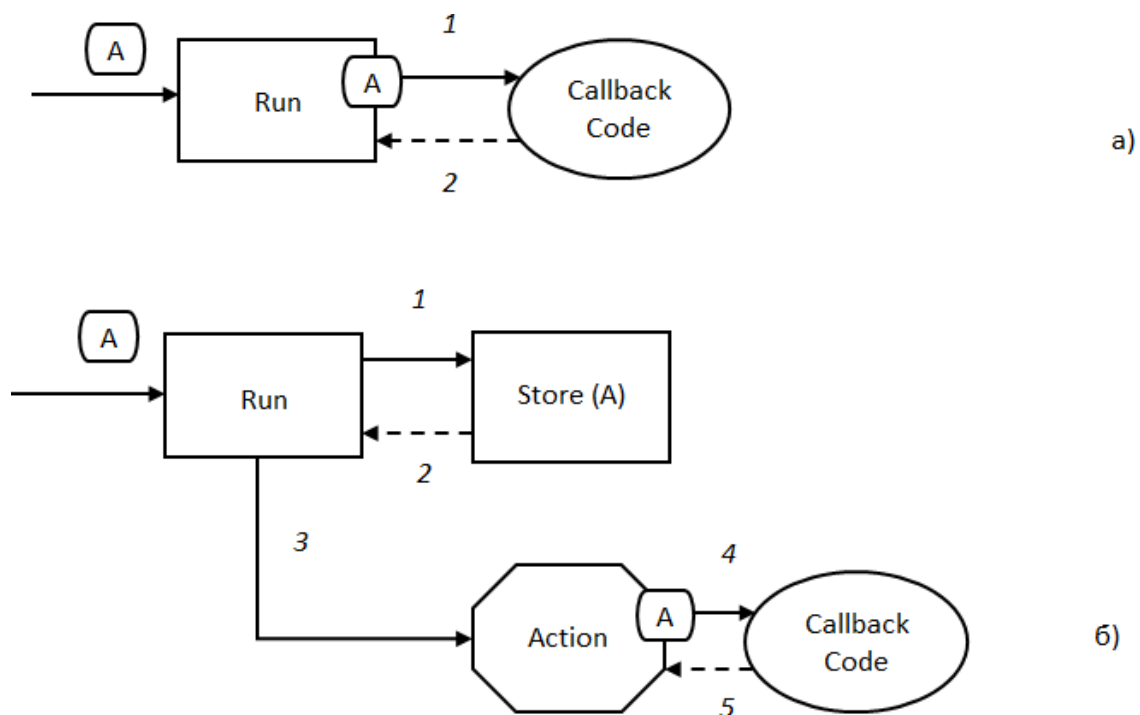 A
1
Run
A
Callback
Code
2
а)
A
1
Run
Store (A)
2
3
4
Action
A
Callback
Code
5
б)